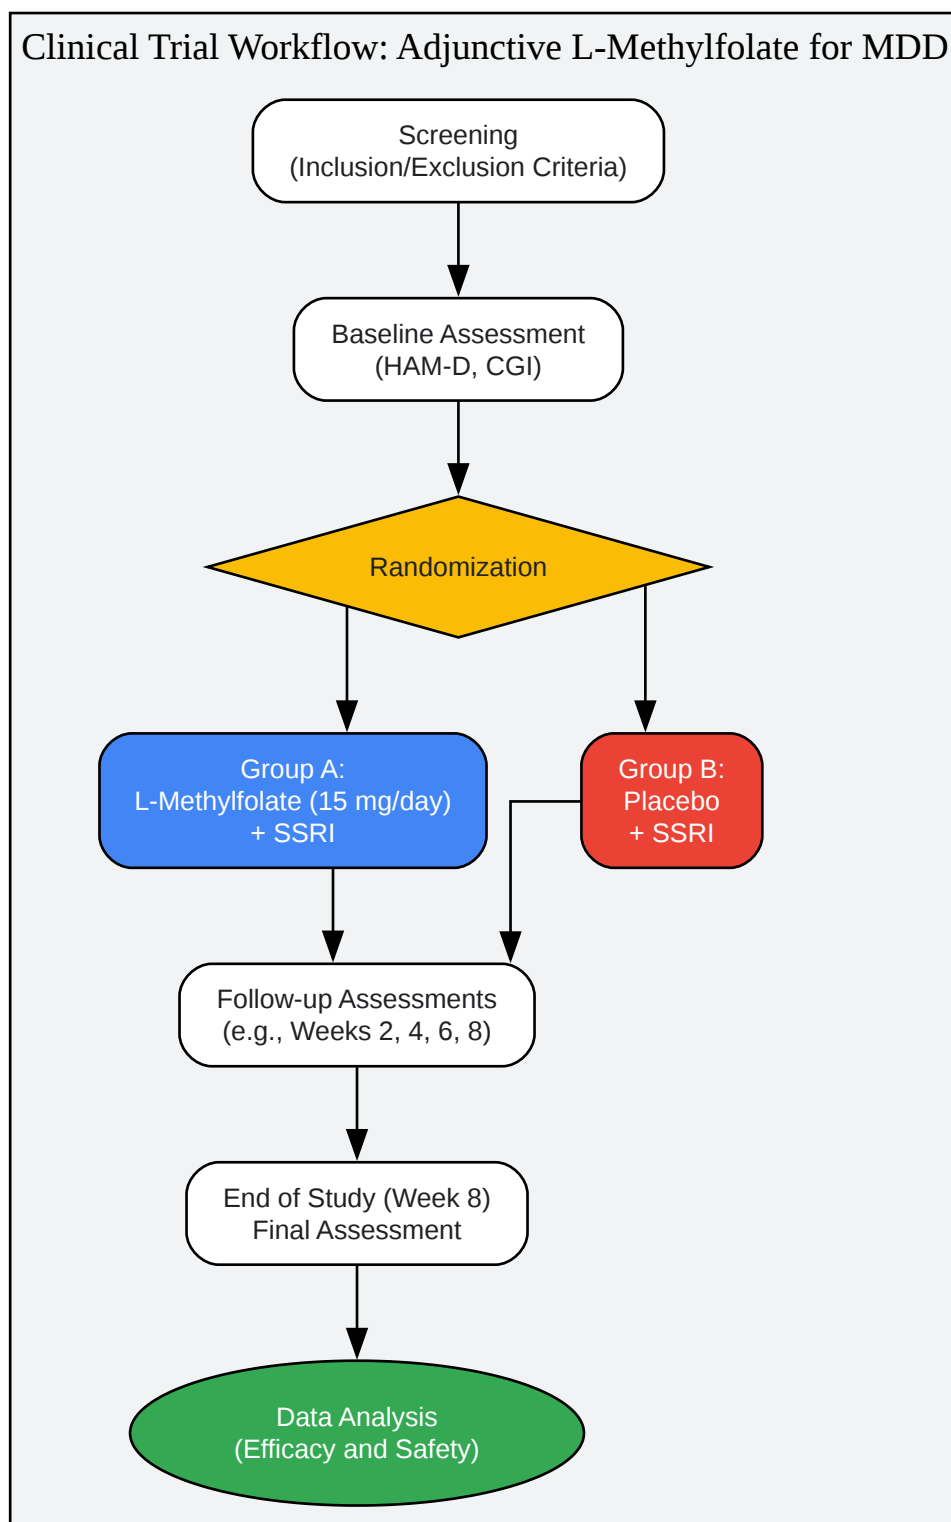 Clinical Trial Workflow: Adjunctive L-Methylfolate for MDD
Screening
(Inclusion/Exclusion Criteria)
Baseline Assessment
(HAM-D, CGI)
Randomization
Group A:
L-Methylfolate (15 mg/day)
+ SSRI
Group B:
Placebo
+ SSRI
Follow-up Assessments
(e.g., Weeks 2, 4, 6, 8)
End of Study (Week 8)
Final Assessment
Data Analysis
(Efficacy and Safety)